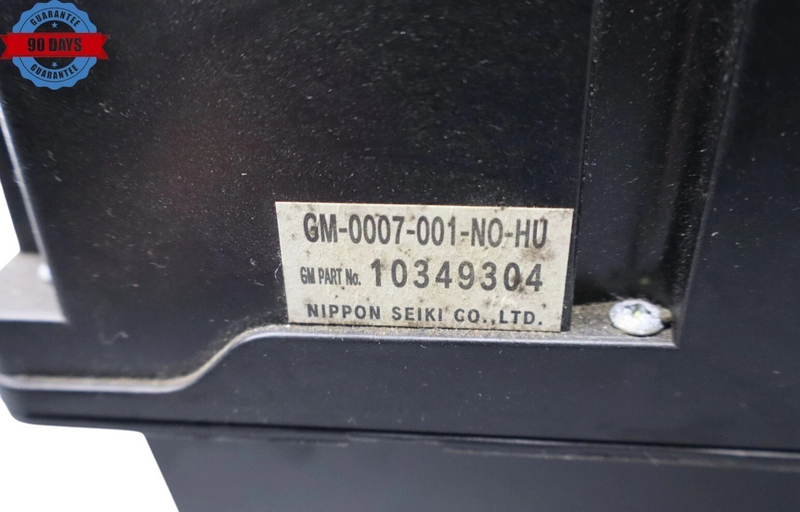 GUARANTEE
90 DAYS
GUARANTEE
GM-0007-001-NO-HU
GM PART No. 10349304
NIPPON SEIKI CO.,LTD.